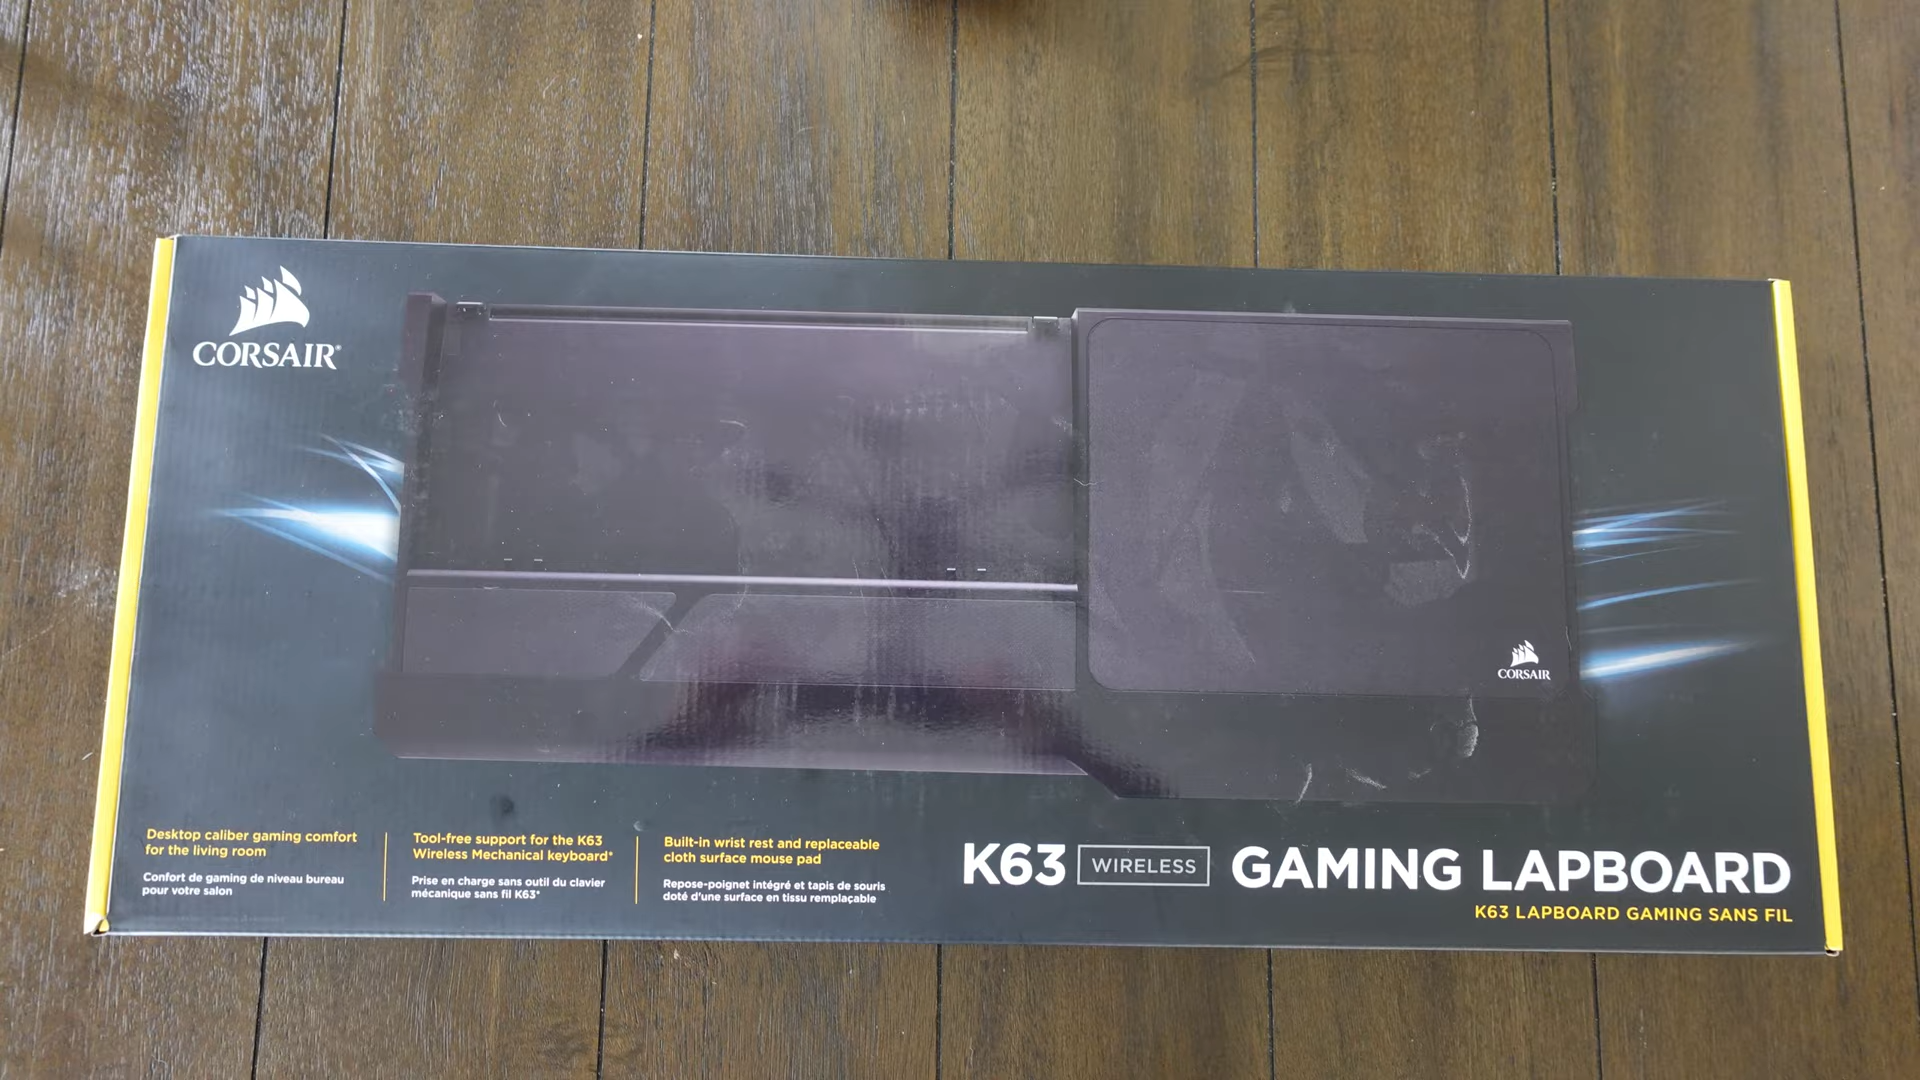 CORSAIR®
CORSAIR
Desktop caliber gaming comfort
for the living room
Confort de gaming de niveau bureau
pour votre salon
Tool-free support for the K63
Wireless Mechanical keyboard*
Prise en charge sans outil du clavier
mécanique sans fil K63*
Built-in wrist rest and replaceable
cloth surface mouse pad
Repose-poignet intégré et tapis de souris
doté d'une surface en tissu remplaçable
K63 WIRELESS GAMING LAPBOARD
K63 LAPBOARD GAMING SANS FIL